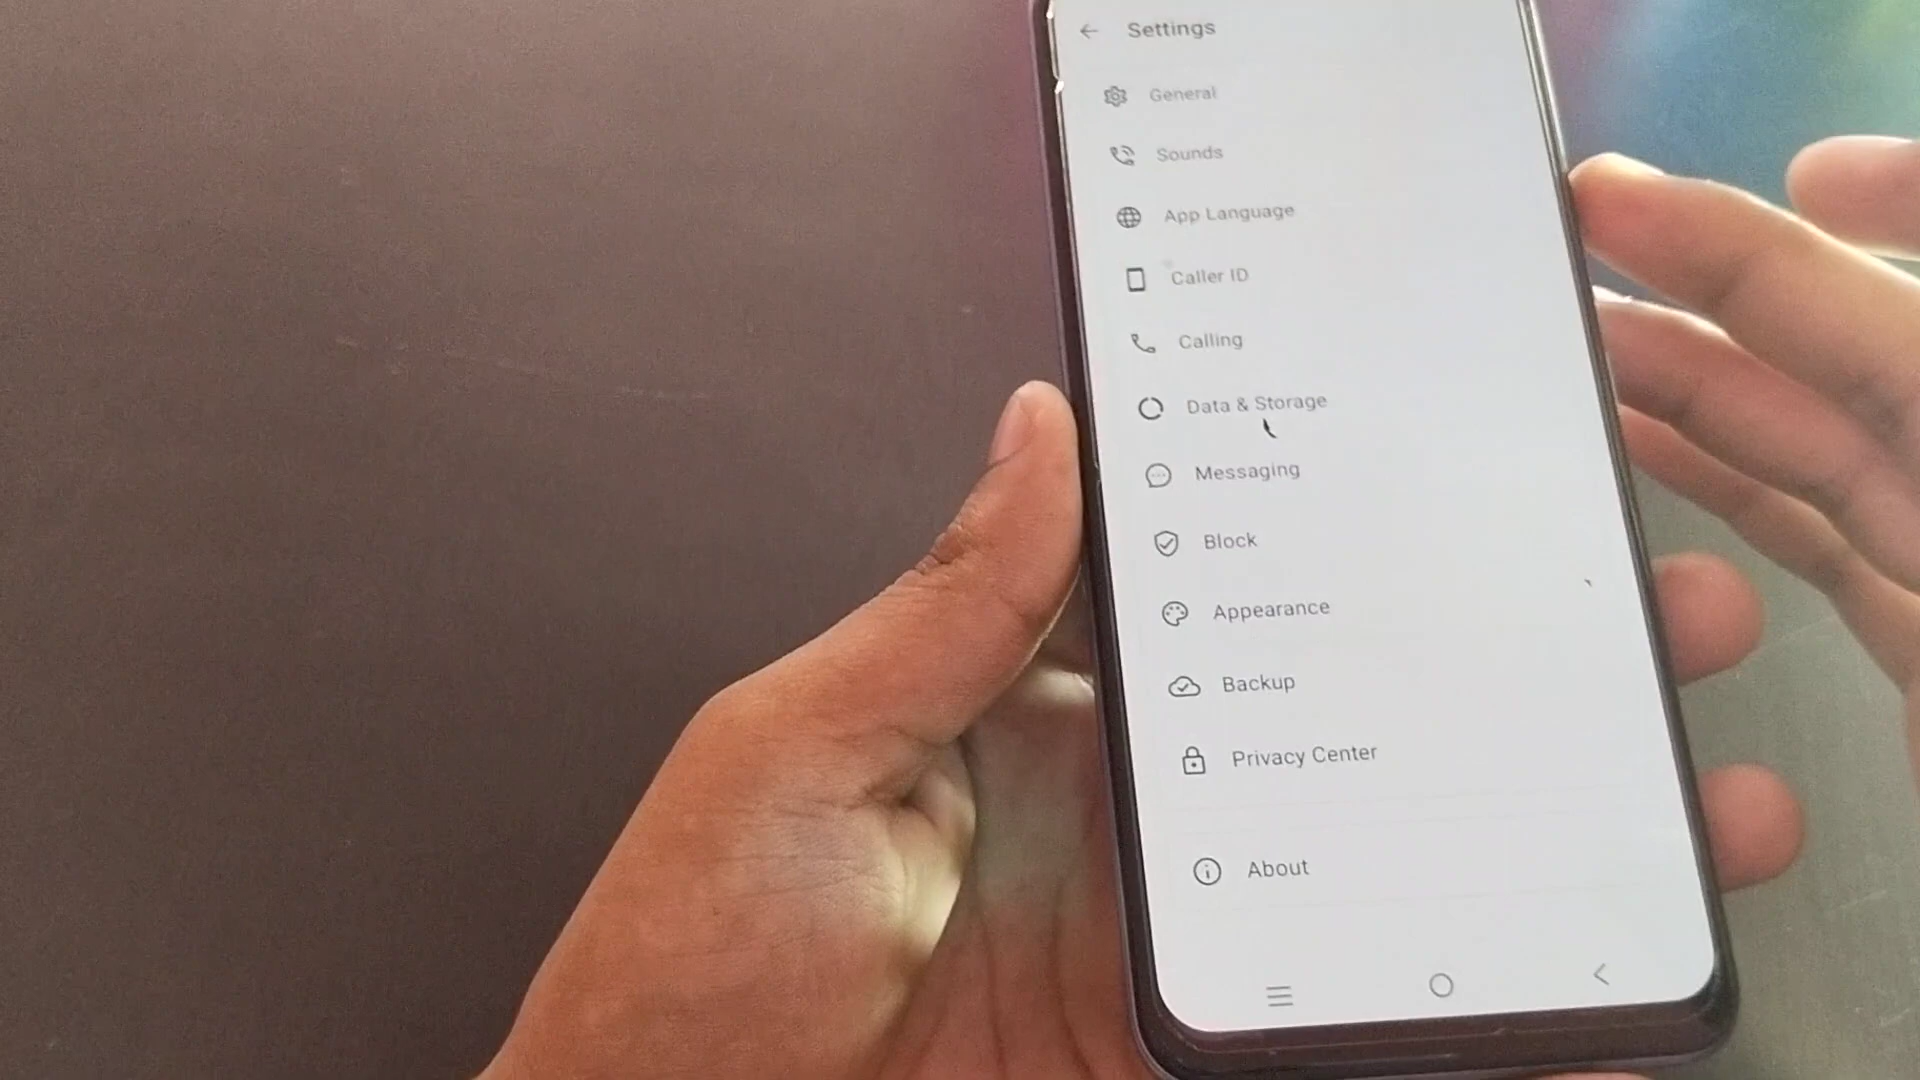 Settings
General
Sounds
App Language
Caller ID
Calling
Data & Storage
Messaging
Block
Appearance
Backup
Privacy Center
About